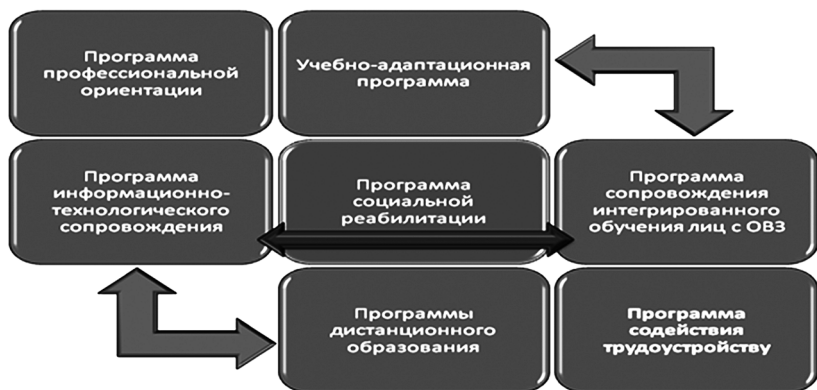 Программа
профессиональной
ориентации
Учебно-адаптационная
программа
Программа
информационно-
технологического
сопровождения
Программа
социальной
реабилитации
Программа
сопровождения
интегрированного
обучения лиц с ОВЗ
Программы
дистанционного
образования
Программа
содействия
трудоустройству